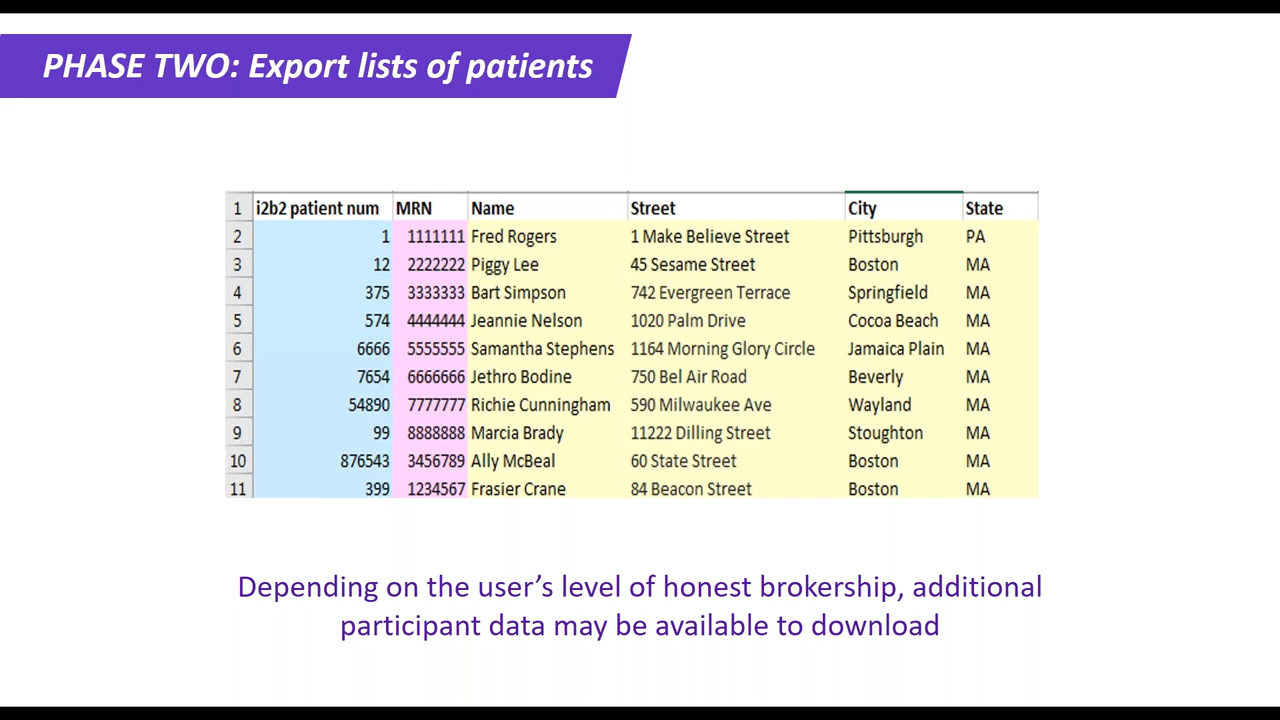 PHASE TWO: Export lists of patients
1 i2b2 patient num MRN Name Street City State
2 1 1111111 Fred Rogers 1 Make Believe Street Pittsburgh PA
3 12 2222222 Piggy Lee 45 Sesame Street Boston MA
4 375 3333333 Bart Simpson 742 Evergreen Terrace Springfield MA
5 574 4444444 Jeannie Nelson 1020 Palm Drive Cocoa Beach MA
6 6666 5555555 Samantha Stephens 1164 Morning Glory Circle Jamaica Plain MA
7 7654 6666666 Jethro Bodine 750 Bel Air Road Beverly MA
8 54890 7777777 Richie Cunningham 590 Milwaukee Ave Wayland MA
9 99 8888888 Marcia Brady 11222 Dilling Street Stoughton MA
10 876543 3456789 Ally McBeal 60 State Street Boston MA
11 399 1234567 Frasier Crane 84 Beacon Street Boston MA
Depending on the user’s level of honest brokership, additional
participant data may be available to download